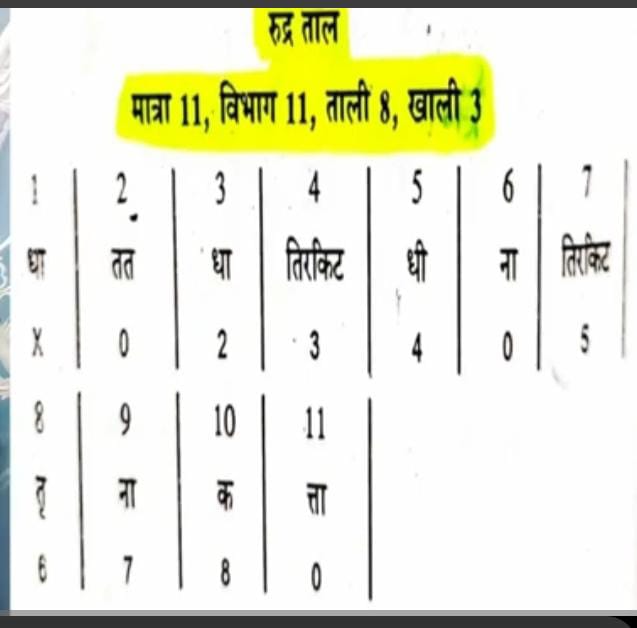 रुद्र ताल
मात्रा 11, विभाग 11, ताली 8, खाली 3
1 2 3 4 5 6 7
धा तत धा तिरकिट धी ना तिरकिट
X 0 2 3 4 0 5
8 9 10 11
तृ ना क त्ता
6 7 8 0